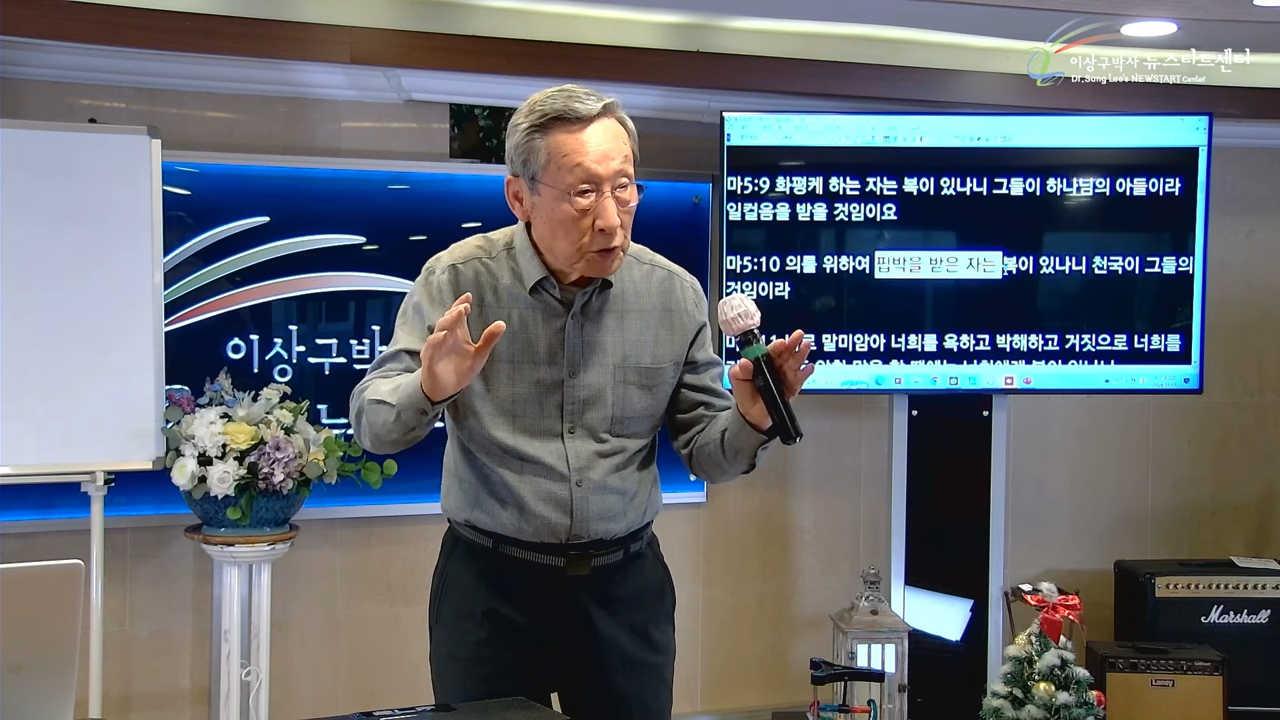 이상구박사 뉴스타트센터
Dr. Sang Lee's NEWSTART Center
마5:9 화평케 하는 자는 복이 있나니 그들이 하나님의 아들이라
일컬음을 받을 것임이요
마5:10 의를 위하여 핍박을 받은 자는 복이 있나니 천국이 그들의
것임이라
말미암아 너희를 욕하고 박해하고 거짓으로 너희를
이상구박
Marshall
Laney